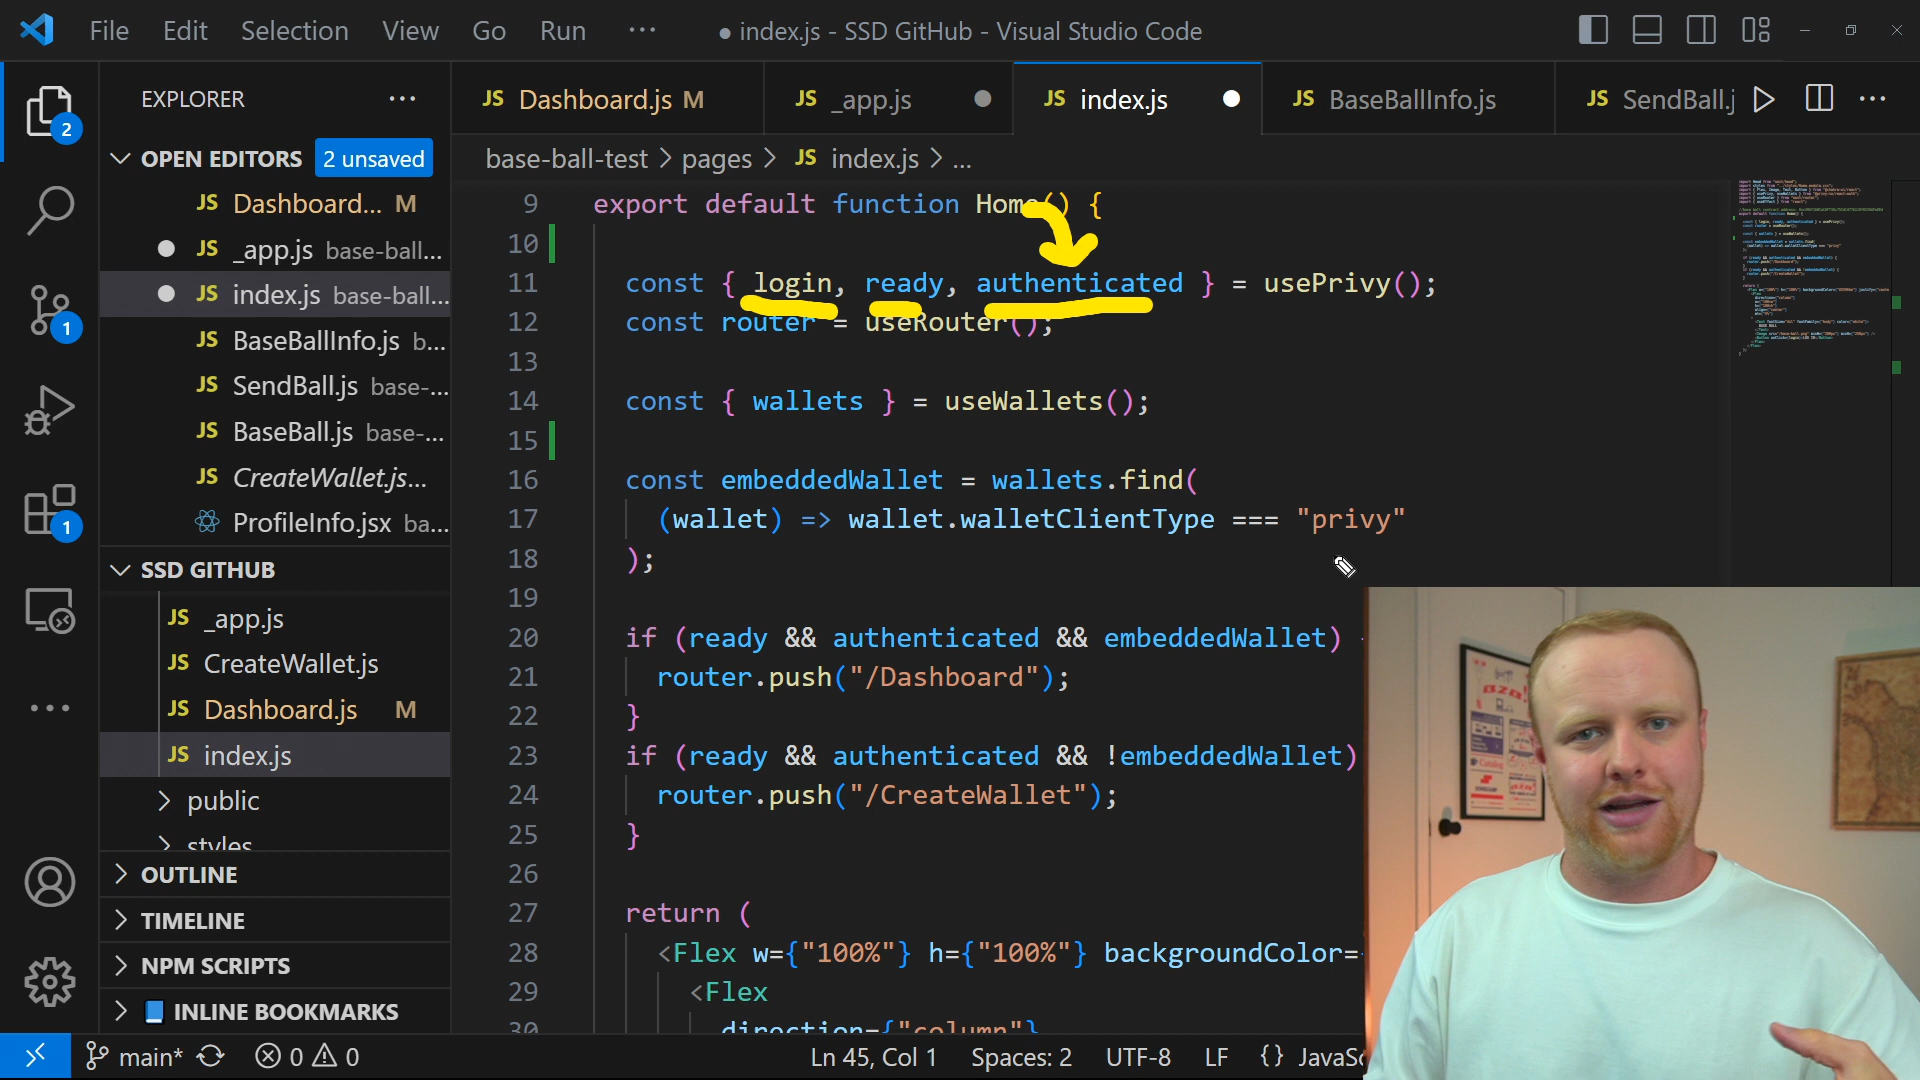 File Edit Selection View Go Run ···
● index.js - SSD GitHub - Visual Studio Code
EXPLORER ···
JS Dashboard.js M
JS _app.js
JS index.js
JS BaseBallInfo.js
JS SendBall.j
OPEN EDITORS 2 unsaved
base-ball-test > pages > JS index.js > ...
JS Dashboard... M
JS _app.js base-ball...
JS index.js base-ball...
JS BaseBallInfo.js b...
JS SendBall.js base-...
JS BaseBall.js base-...
JS CreateWallet.js...
ProfileInfo.jsx ba...
SSD GITHUB
JS _app.js
JS CreateWallet.js
JS Dashboard.js M
JS index.js
> public
> styles
> OUTLINE
> TIMELINE
> NPM SCRIPTS
> INLINE BOOKMARKS
2
1
1
9 export default function Home() {
10
11 const { login, ready, authenticated } = usePrivy();
12 const router = useRouter();
13
14 const { wallets } = useWallets();
15
16 const embeddedWallet = wallets.find(
17 (wallet) => wallet.walletClientType === "privy"
18 );
19
20 if (ready && authenticated && embeddedWallet)
21 router.push("/Dashboard");
22 }
23 if (ready && authenticated && !embeddedWallet)
24 router.push("/CreateWallet");
25 }
26
27 return (
28 <Flex w={"100%"} h={"100%"} backgroundColor=
29 <Flex
30 direction={"column"}
main* 0 0
Ln 45, Col 1 Spaces: 2 UTF-8 LF {} JavaSc